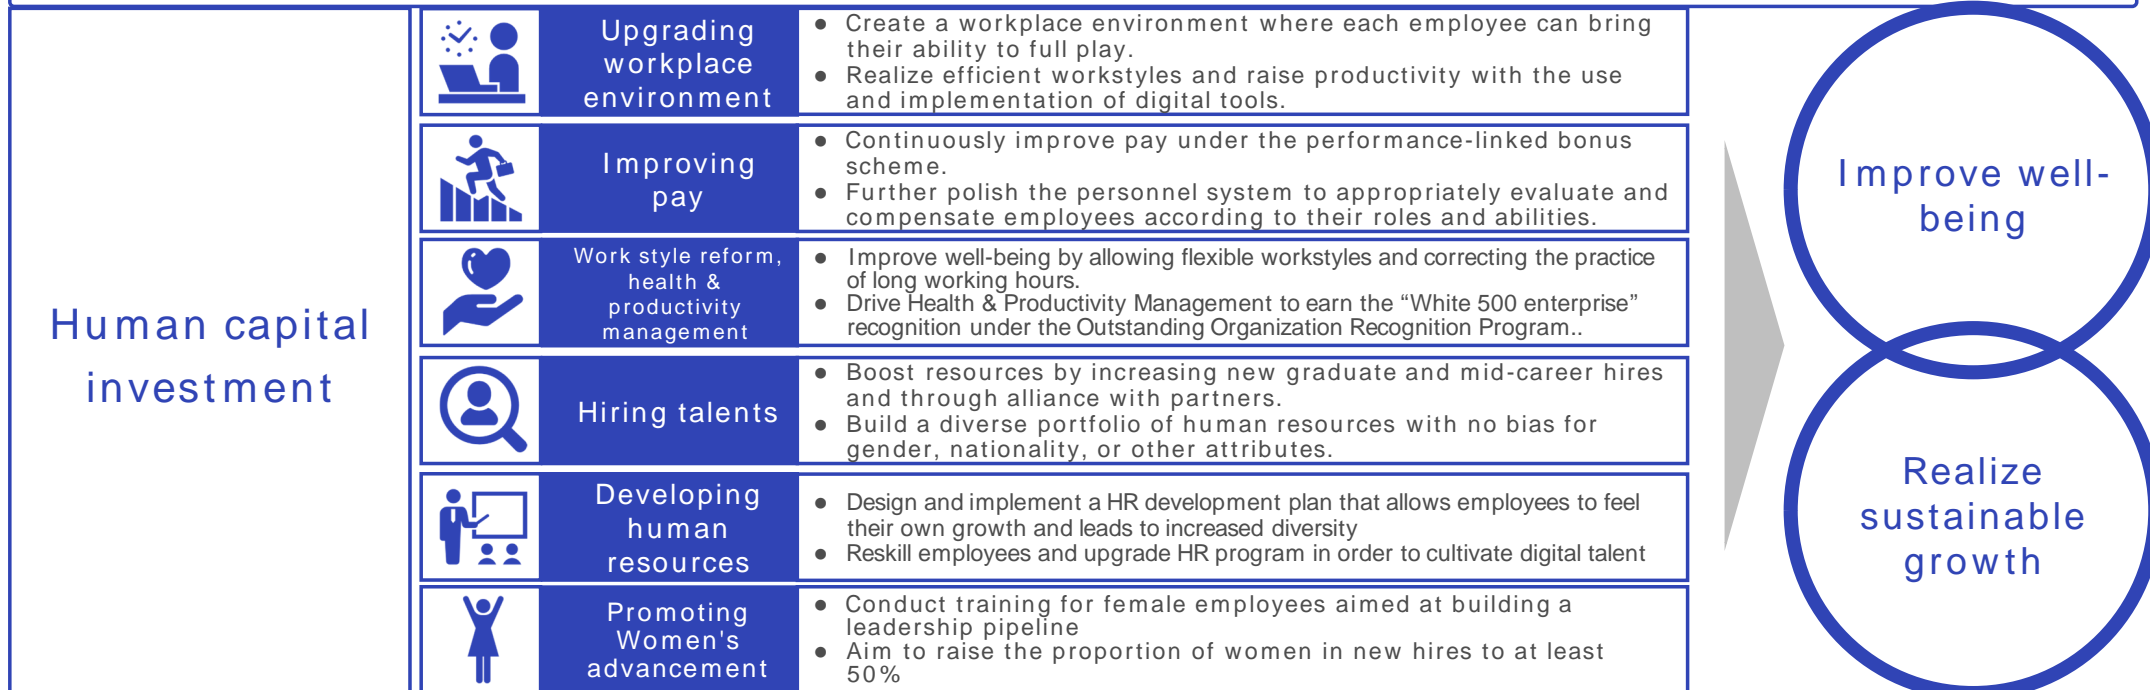 Human capital
investment
Upgrading
workplace
environment
● Create a workplace environment where each employee can bring
their ability to full play.
● Realize efficient workstyles and raise productivity with the use
and implementation of digital tools.
Improving
pay
● Continuously improve pay under the performance-linked bonus
scheme.
● Further polish the personnel system to appropriately evaluate and
compensate employees according to their roles and abilities.
Work style reform,
health &
productivity
management
● Improve well-being by allowing flexible workstyles and correcting the practice
of long working hours.
● Drive Health & Productivity Management to earn the “White 500 enterprise”
recognition under the Outstanding Organization Recognition Program..
Hiring talents
● Boost resources by increasing new graduate and mid-career hires
and through alliance with partners.
● Build a diverse portfolio of human resources with no bias for
gender, nationality, or other attributes.
Developing
human
resources
● Design and implement a HR development plan that allows employees to feel
their own growth and leads to increased diversity
● Reskill employees and upgrade HR program in order to cultivate digital talent
Promoting
Women's
advancement
● Conduct training for female employees aimed at building a
leadership pipeline
● Aim to raise the proportion of women in new hires to at least
50%
Improve well-
being
Realize
sustainable
growth